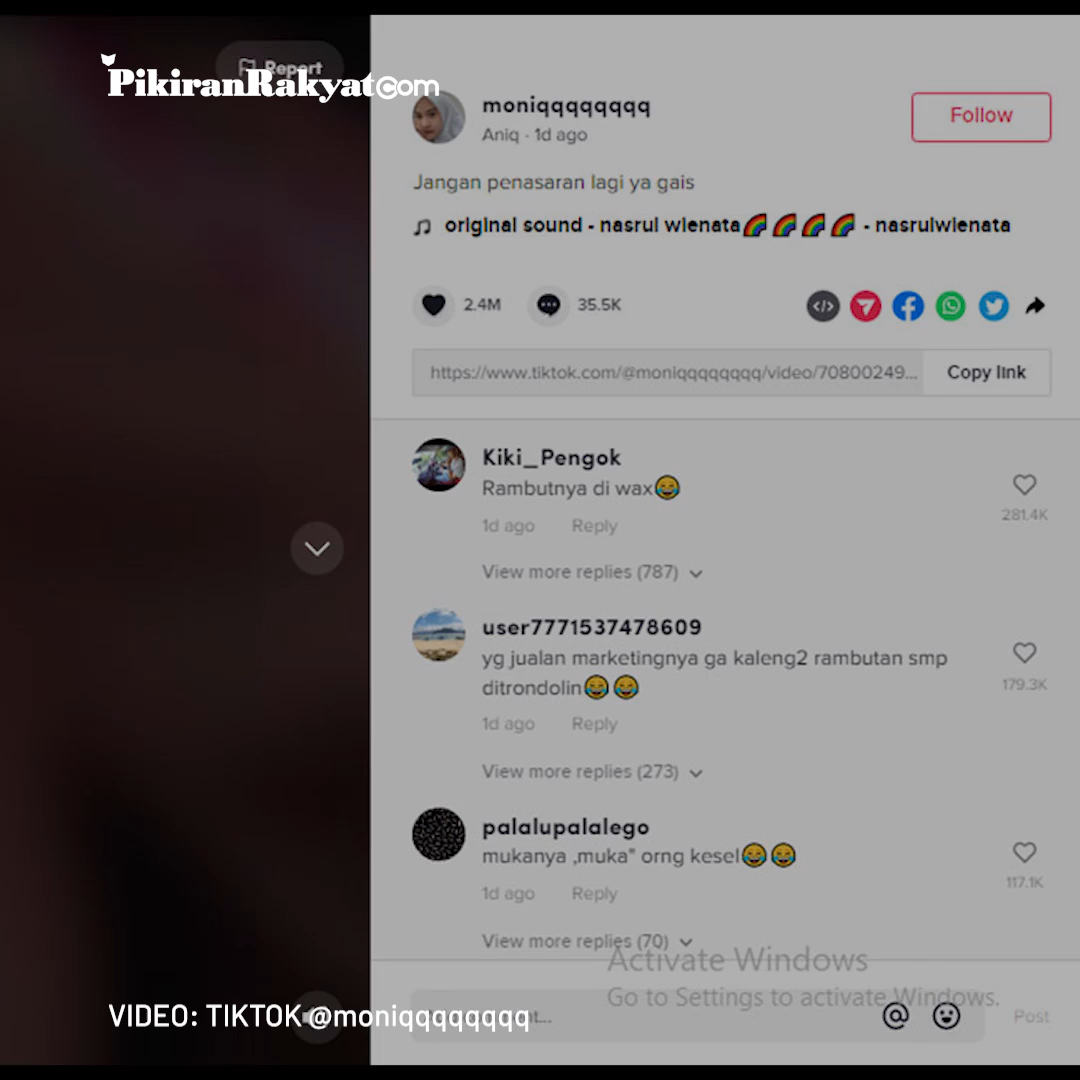 Report
PikiranRakyatcom
moniqqqqqqqq
Aniq · 1d ago
Follow
Jangan penasaran lagi ya gais
original sound - nasrul wienata🌈🌈🌈🌈 - nasrulwienata
2.4M
35.5K
https://www.tiktok.com/@moniqqqqqqqq/video/70800249...
Copy link
Kiki_Pengok
Rambutnya di wax😂
281.4K
1d ago Reply
View more replies (787)
user7771537478609
yg jualan marketingnya ga kaleng2 rambutan smp
ditrondolin😂😂
179.3K
1d ago Reply
View more replies (273)
palalupalalego
mukanya ,muka" orng kesel😂😂
117.1K
1d ago Reply
View more replies (70)
Activate Windows
Go to Settings to activate Windows.
VIDEO: TIKTOK @moniqqqqqqqq
Post